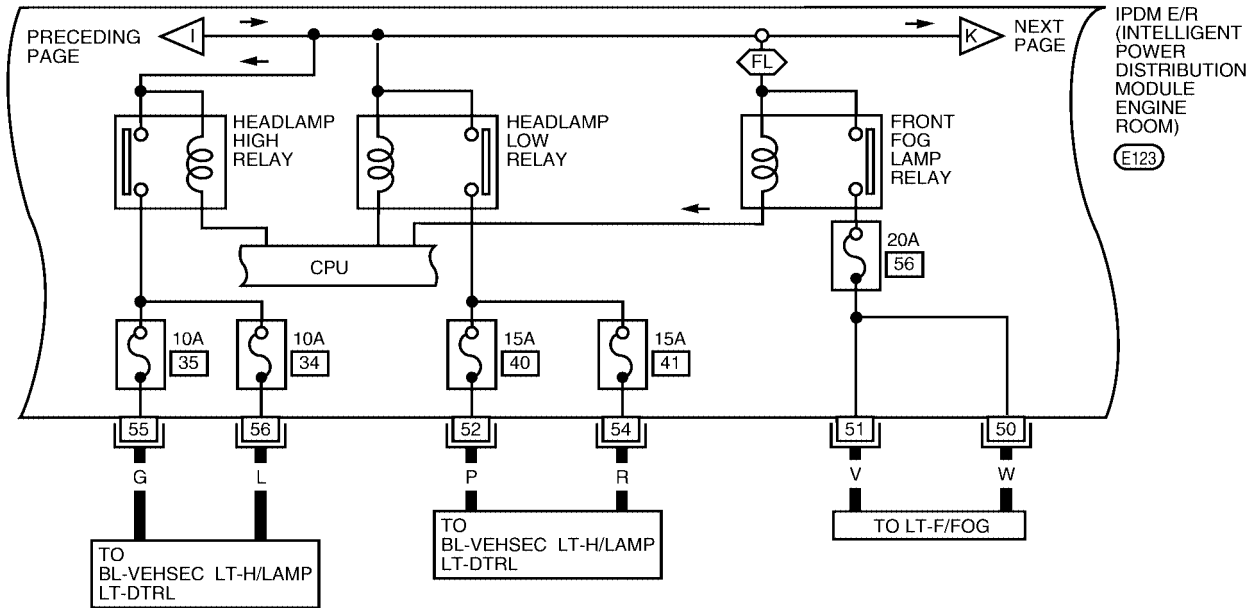 PRECEDING
PAGE
I
FL
K
NEXT
PAGE
IPDM E/R
(INTELLIGENT
POWER
DISTRIBUTION
MODULE
ENGINE
ROOM)
E123
HEADLAMP
HIGH
RELAY
HEADLAMP
LOW
RELAY
FRONT
FOG
LAMP
RELAY
CPU
20A
56
10A
35
10A
34
15A
40
15A
41
55
56
52
54
51
50
G
L
P
R
V
W
TO
BL-VEHSEC LT-H/LAMP
LT-DTRL
TO
BL-VEHSEC LT-H/LAMP
LT-DTRL
TO LT-F/FOG